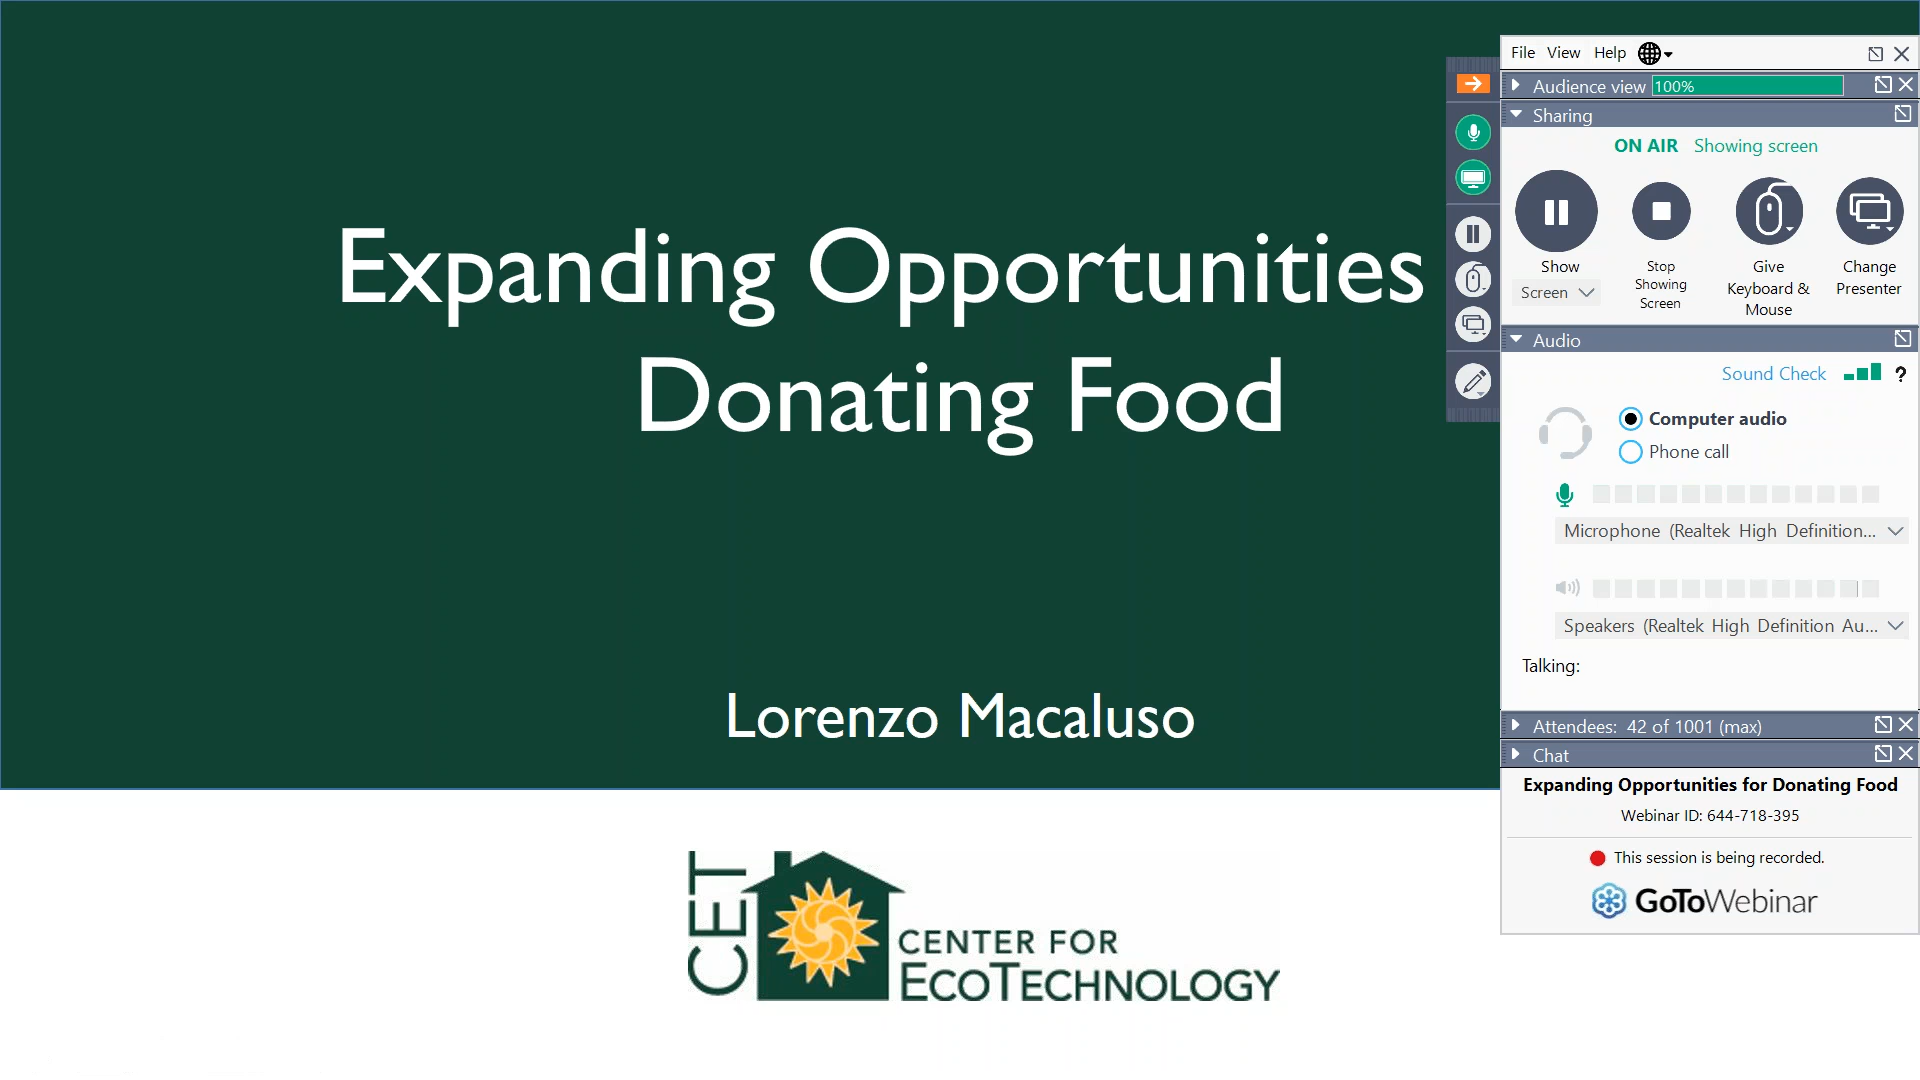 Expanding Opportunities
Donating Food
Lorenzo Macaluso
CET
CENTER FOR
ECOTECHNOLOGY
File View Help
Audience view 100%
Sharing
ON AIR Showing screen
Show
Screen
Stop
Showing
Screen
Give
Keyboard &
Mouse
Change
Presenter
Audio
Sound Check ?
Computer audio
Phone call
Microphone (Realtek High Definition...
Speakers (Realtek High Definition Au...
Talking:
Attendees: 42 of 1001 (max)
Chat
Expanding Opportunities for Donating Food
Webinar ID: 644-718-395
This session is being recorded.
GoToWebinar